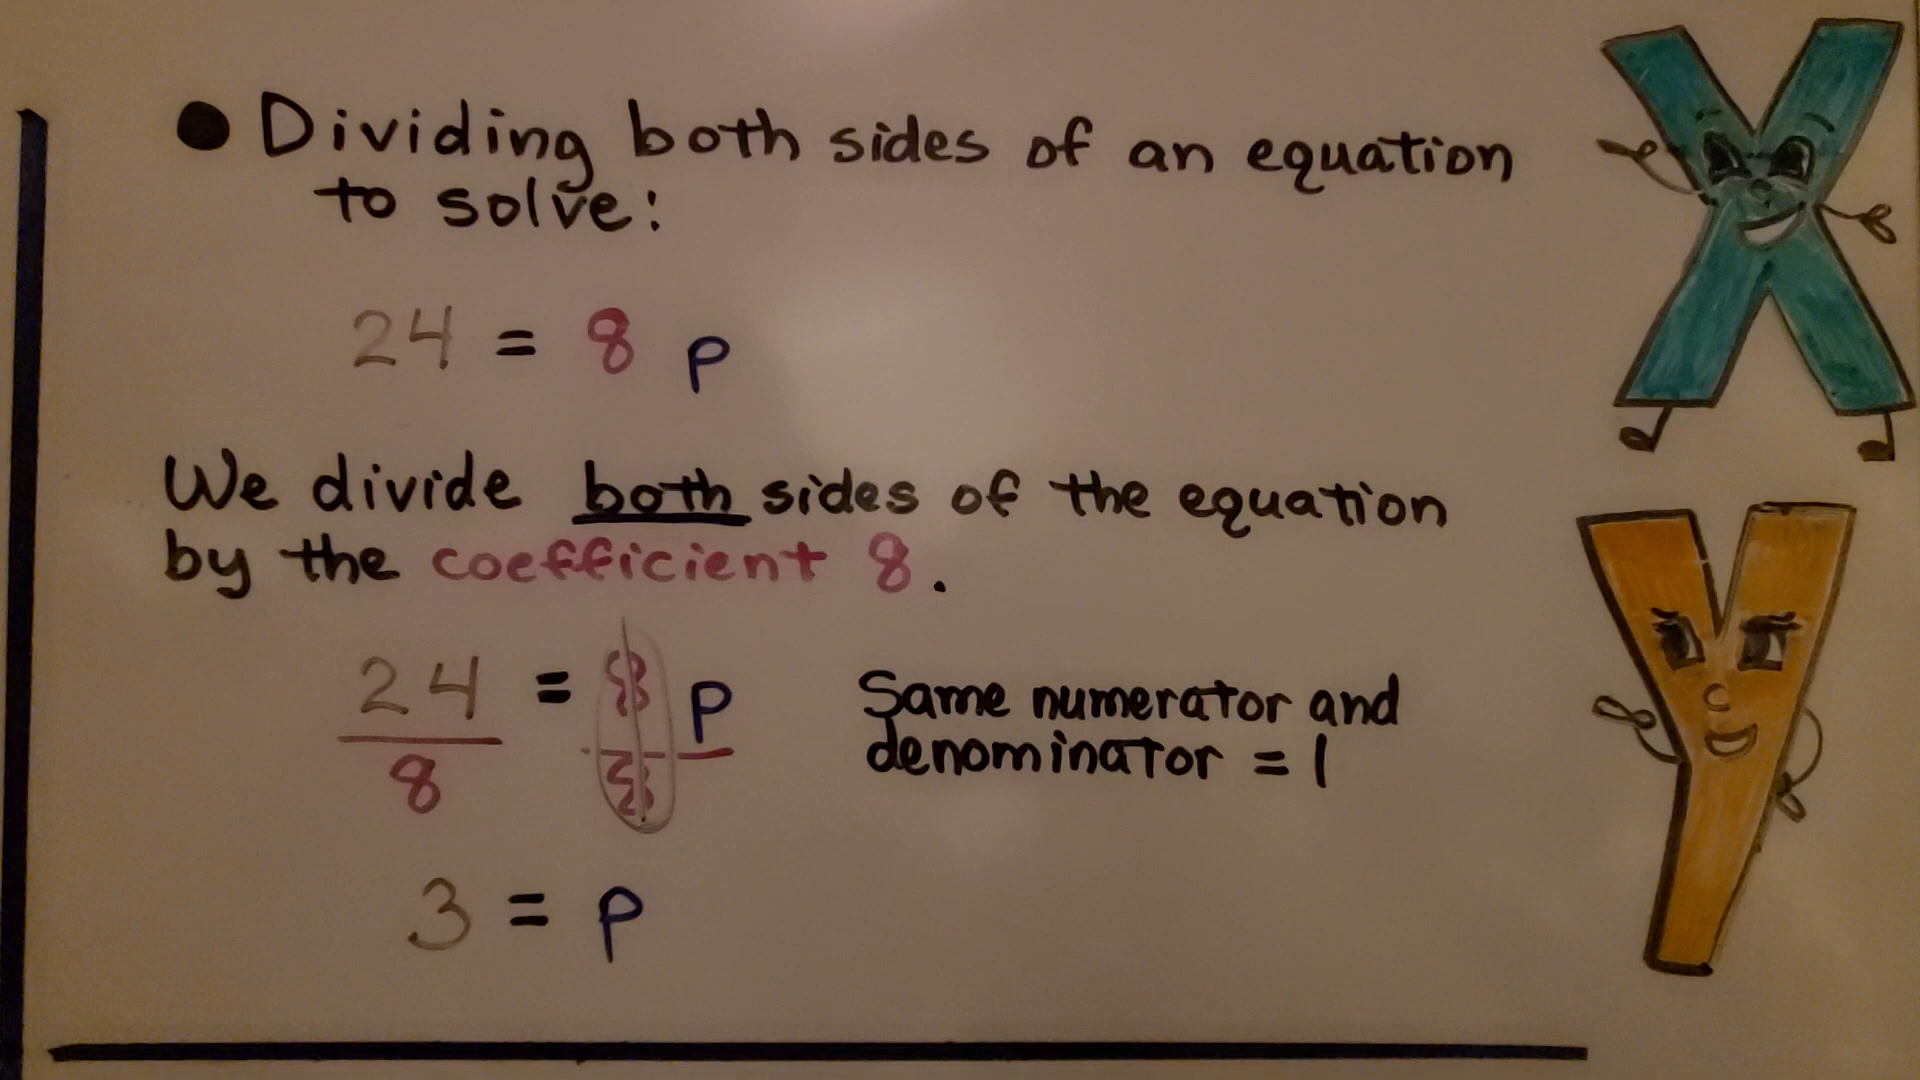 ● Dividing both sides of an equation
to solve:
24 = 8 p
We divide both sides of the equation
by the coefficient 8.
24 = 8 p
8 8
Same numerator and
denominator = 1
3 = p